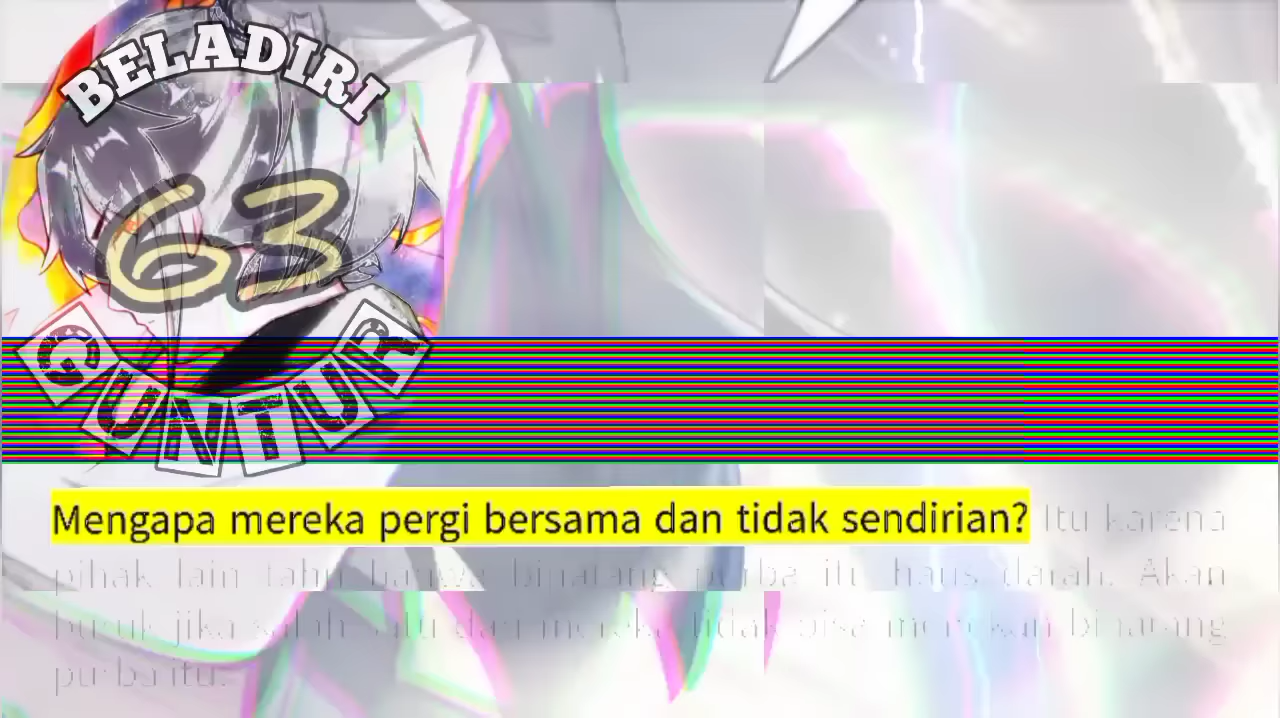 BELADIRI
63
GUNTUR
Mengapa mereka pergi bersama dan tidak sendirian? Itu karena
pihak lain tahu bahwa binatang purba itu haus darah. Akan
buruk jika salah satu dari mereka tidak bisa menekan binatang
purba itu.